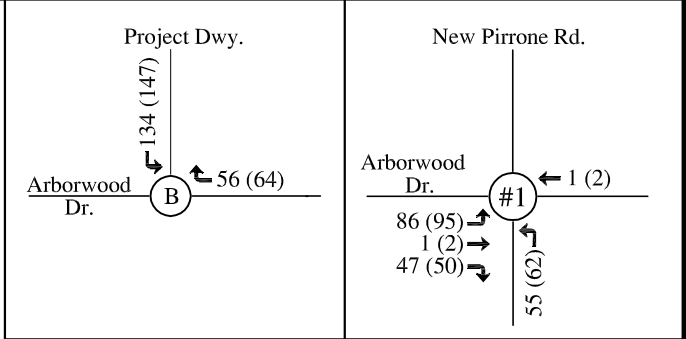 Project Dwy.
134 (147)
56 (64)
Arborwood
Dr.
B
New Pirrone Rd.
Arborwood
Dr.
1 (2)
#1
86 (95)
1 (2)
47 (50)
55 (62)